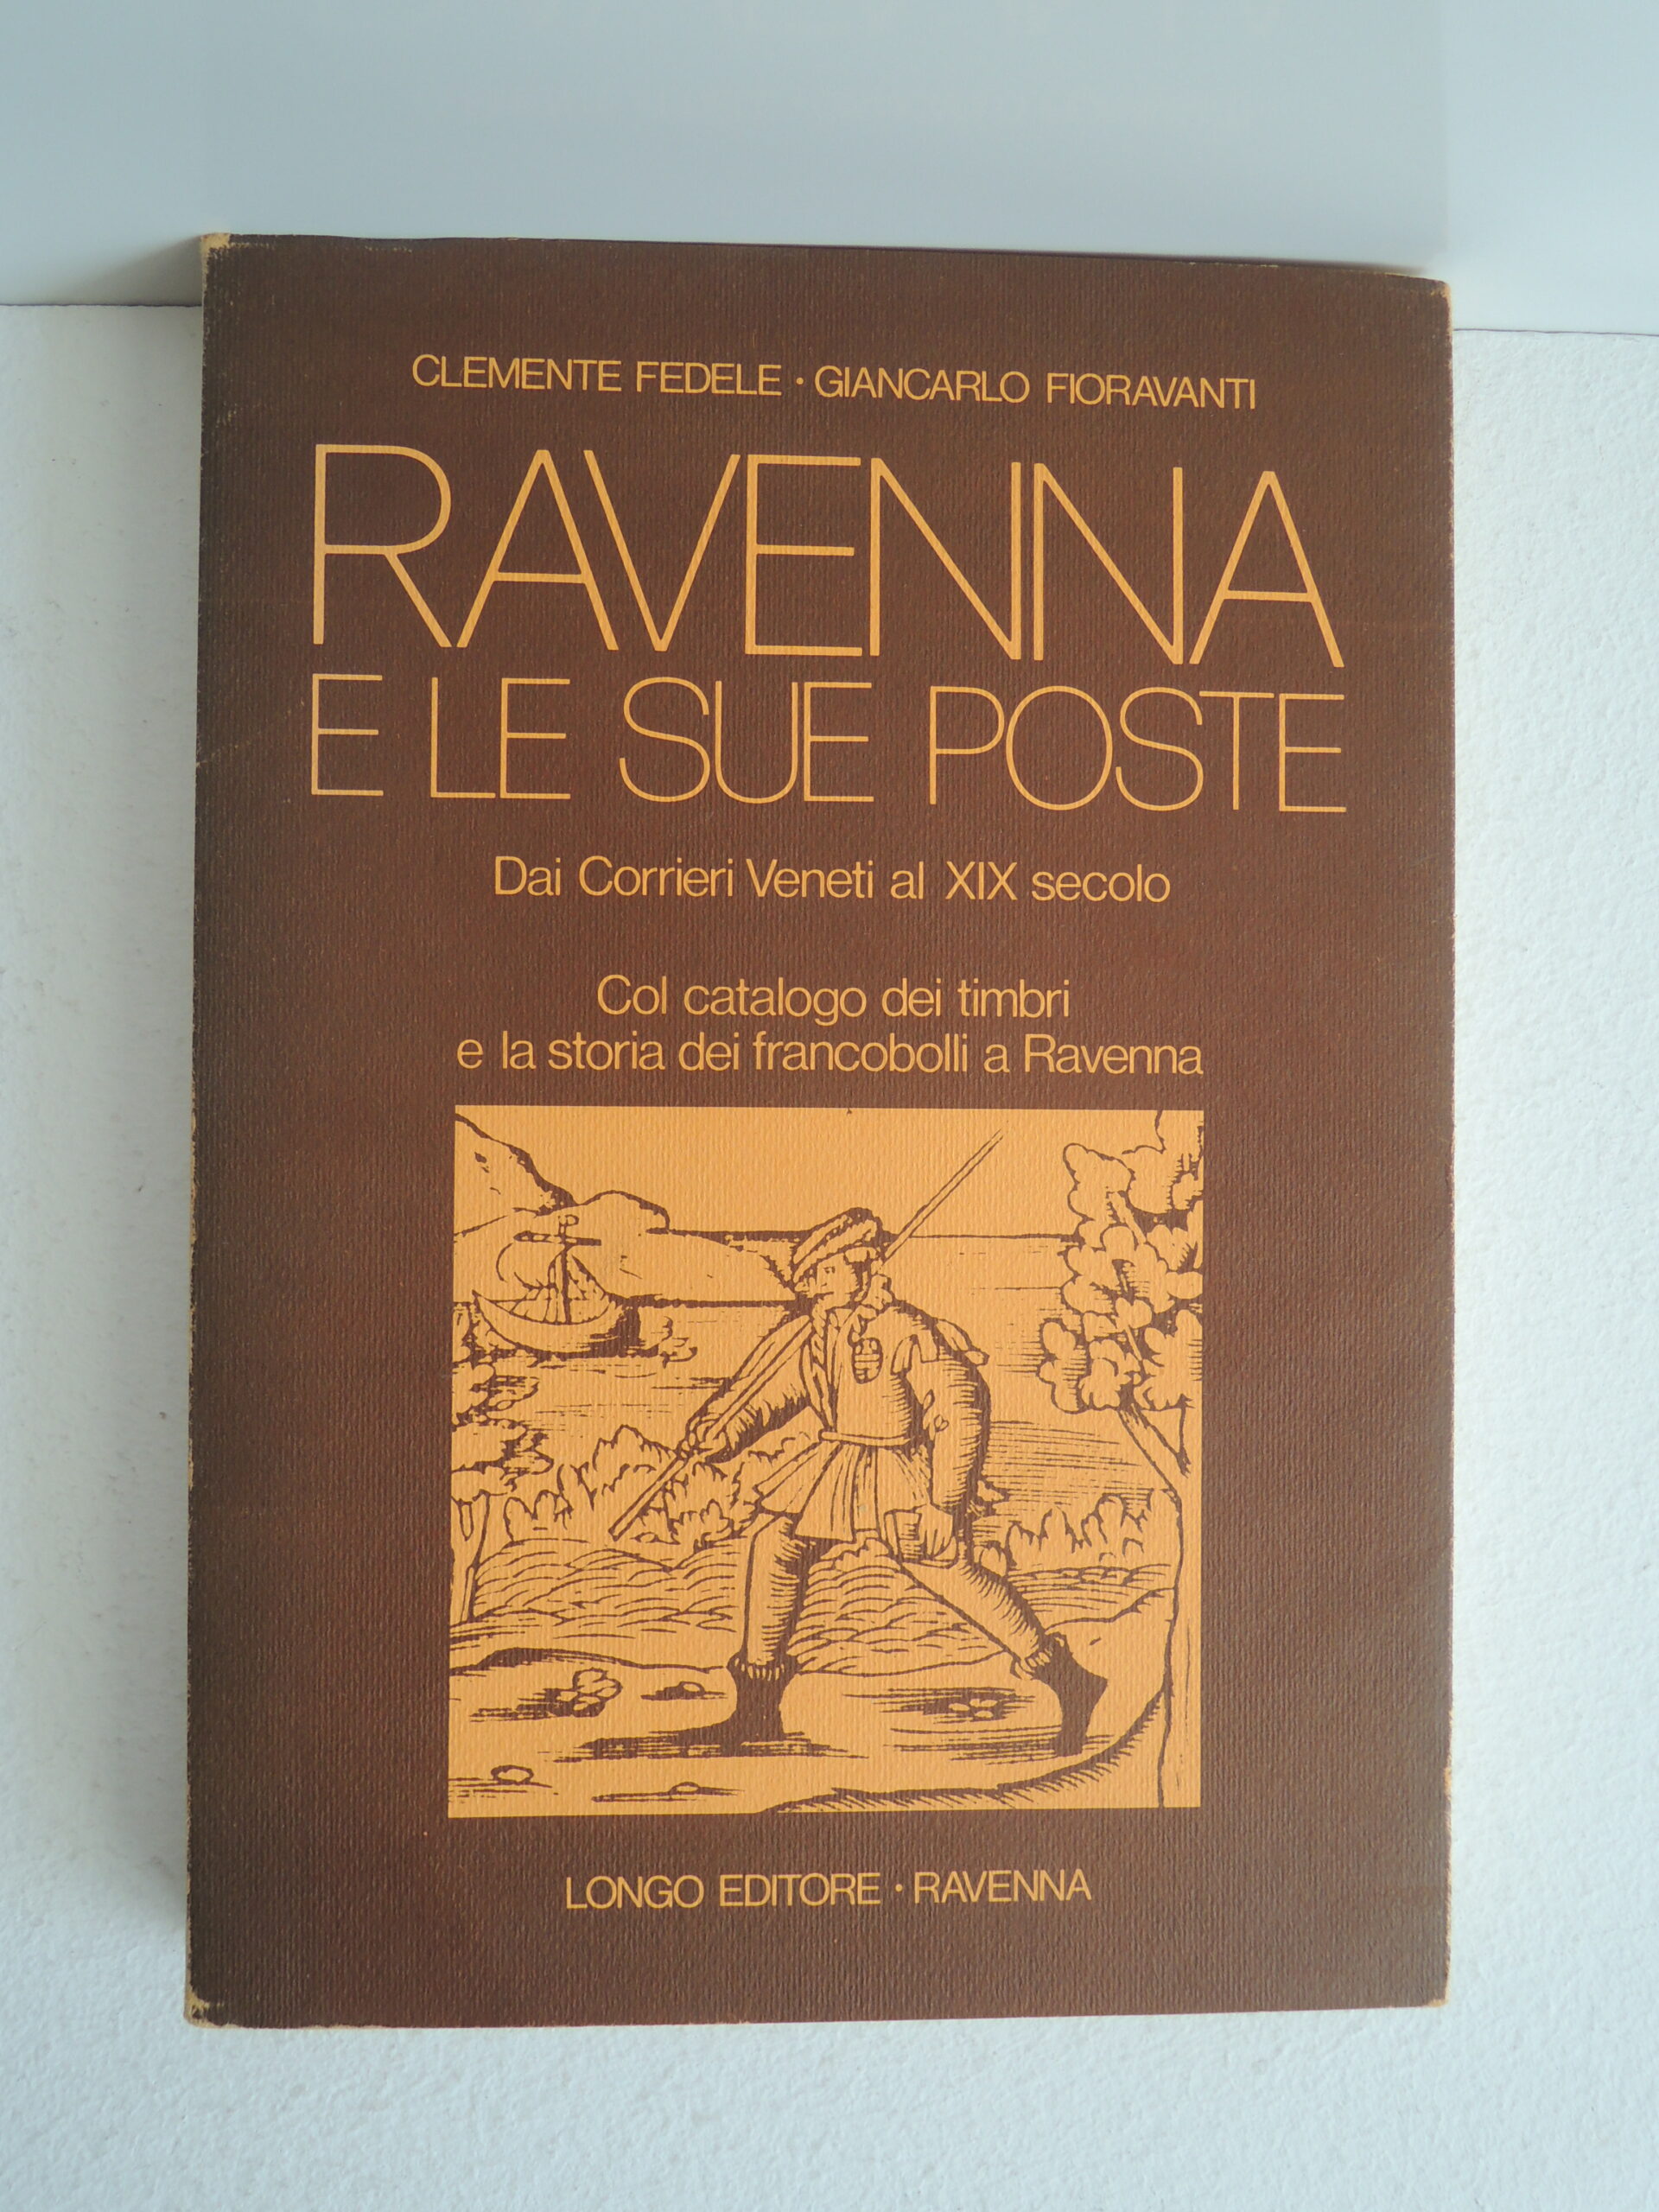 CLEMENTE FEDELE • GIANCARLO FIORAVANTI
RAVENNA
E LE SUE POSTE
Dai Corrieri Veneti al XIX secolo
Col catalogo dei timbri
e la storia dei francobolli a Ravenna
LONGO EDITORE • RAVENNA